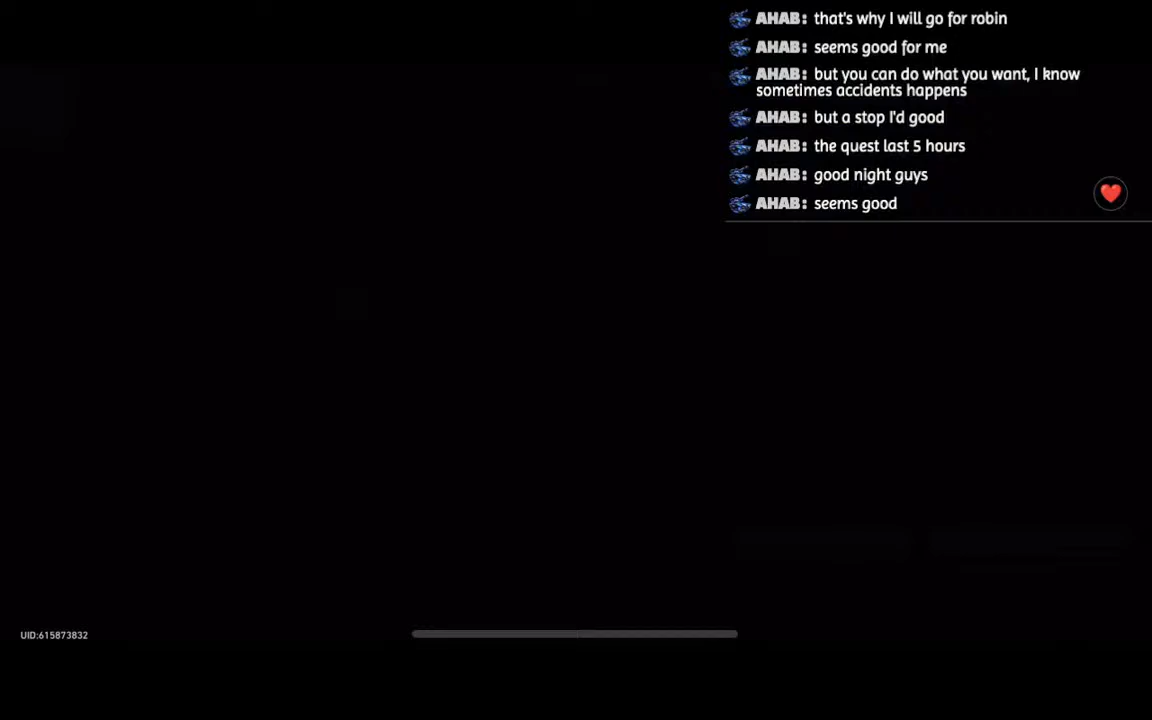 AHAB: that's why I will go for robin
AHAB: seems good for me
AHAB: but you can do what you want, I know
sometimes accidents happens
AHAB: but a stop I'd good
AHAB: the quest last 5 hours
AHAB: good night guys
AHAB: seems good
UID:615873832